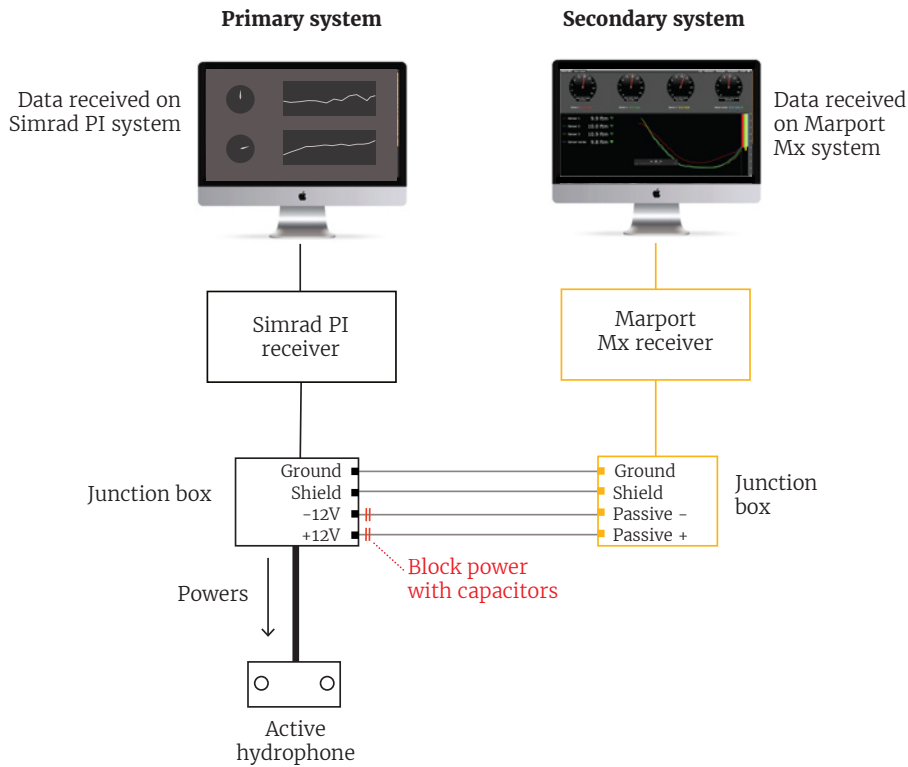 Primary system
Secondary system
Data received on
Simrad PI system
Data received
on Marport
Mx system
Simrad PI
receiver
Marport
Mx receiver
Junction box
Ground
Shield
-12V
+12V
Ground
Shield
Passive -
Passive +
Junction
box
Block power
with capacitors
Powers
Active
hydrophone